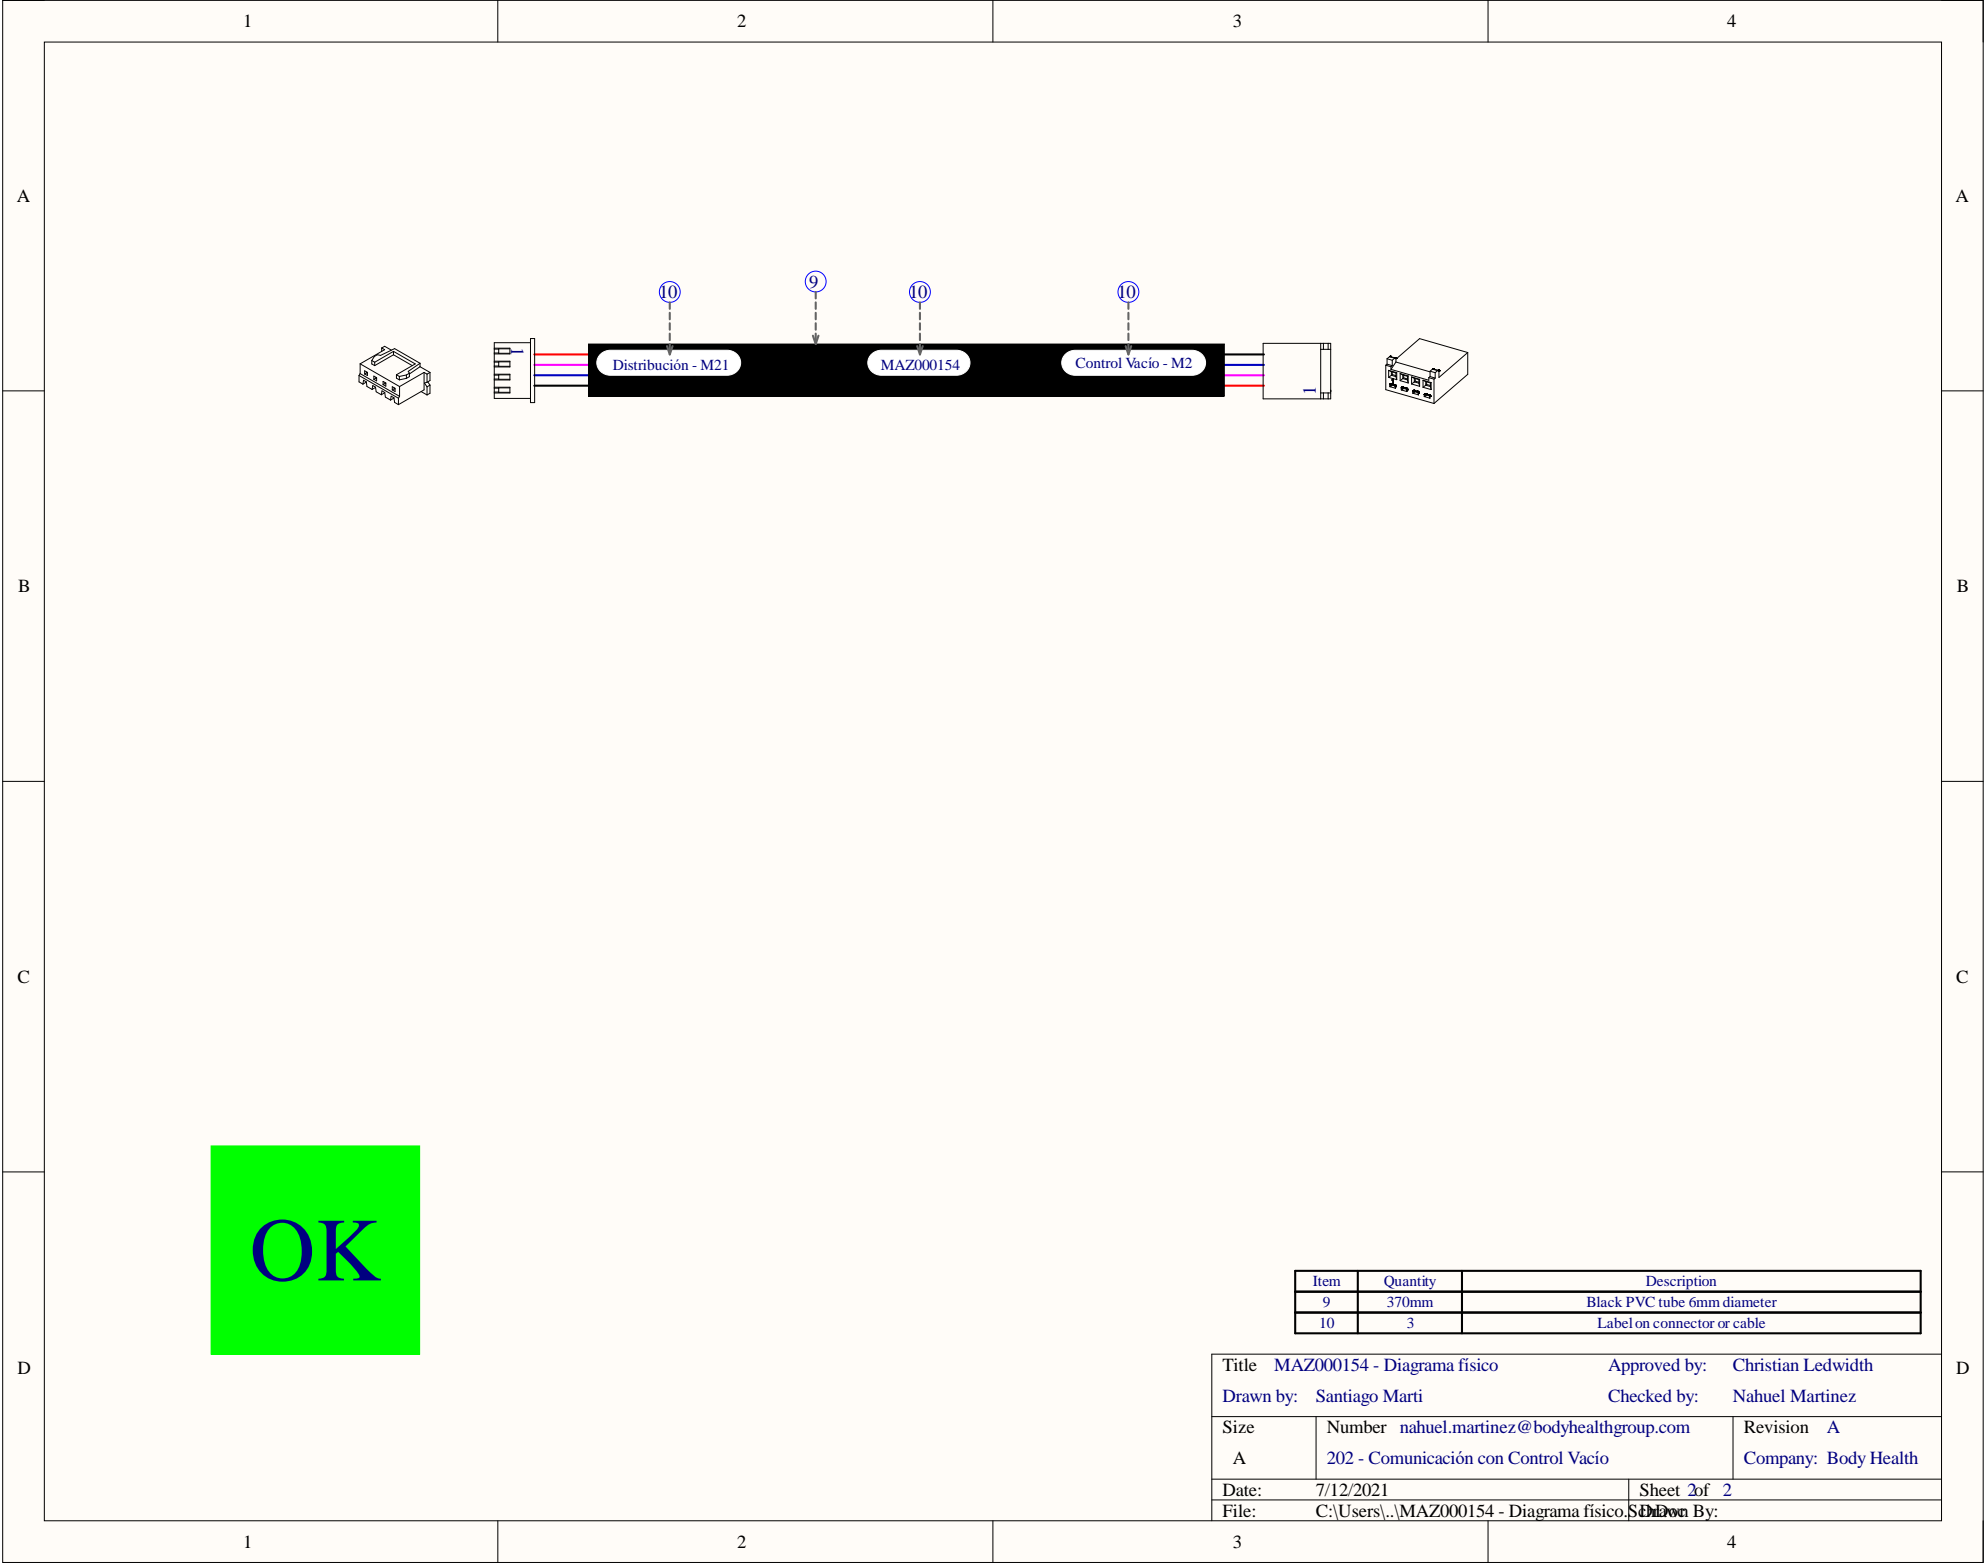 1 2 3 4
A A
10 9 10 10
1 Distribución - M21 MAZ000154 Control Vacío - M2 1
B B
C C
OK
Item Quantity Description
9 370mm Black PVC tube 6mm diameter
10 3 Label on connector or cable
D D
Title MAZ000154 - Diagrama físico Approved by: Christian Ledwidth
Drawn by: Santiago Marti Checked by: Nahuel Martinez
Size Number nahuel.martinez@bodyhealthgroup.com Revision A
A 202 - Comunicación con Control Vacío Company: Body Health
Date: 7/12/2021 Sheet 2 of 2
File: C:\Users\..\MAZ000154 - Diagrama físico.SchDoc Drawn By:
1 2 3 4